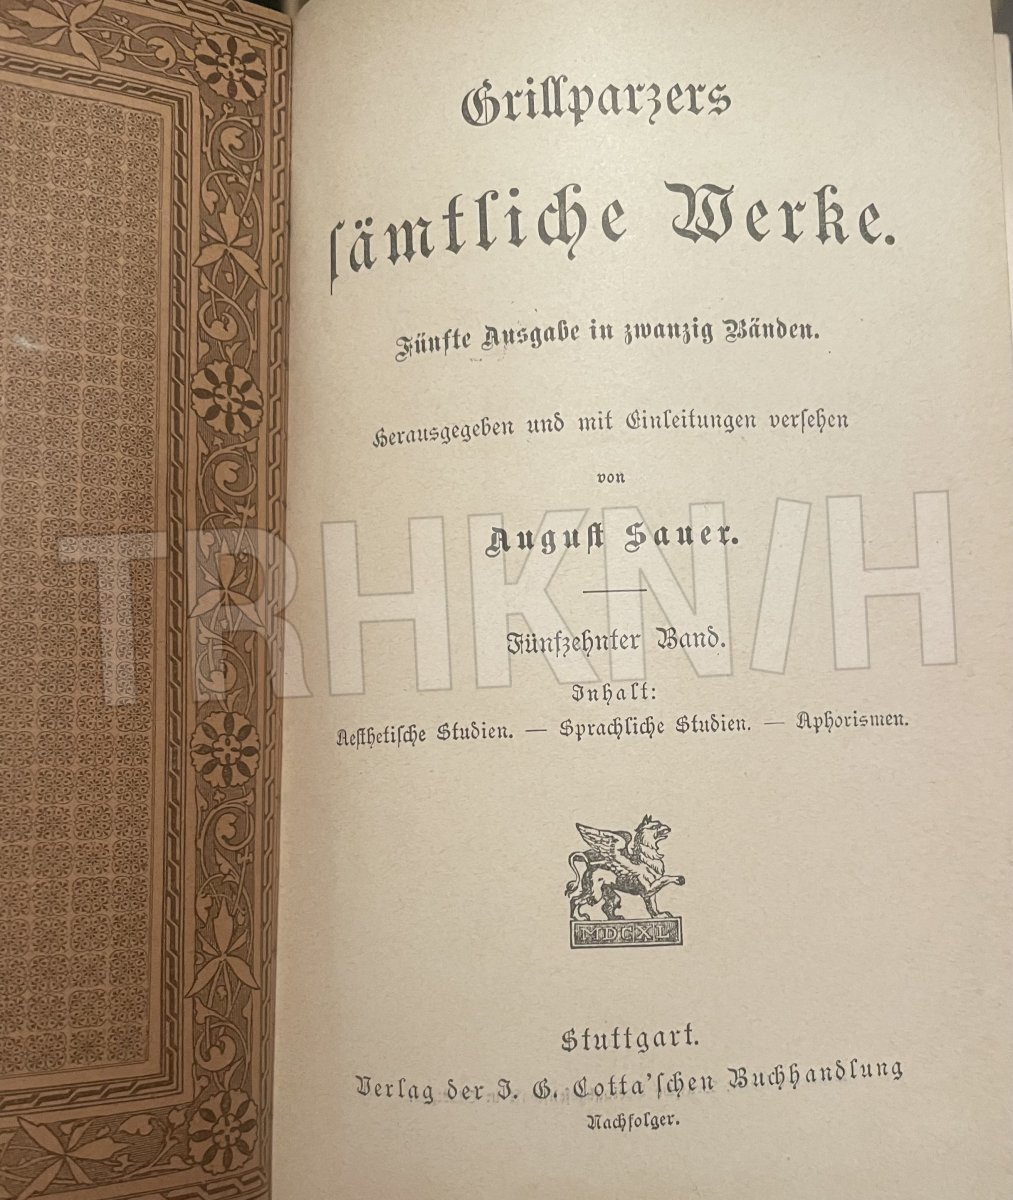 Grillparzers
sämtliche Werke.
Fünfte Ausgabe in zwanzig Bänden.
Herausgegeben und mit Einleitungen versehen
von
August Sauer.
TRHKN/H
Fünfzehnter Band.
Inhalt:
Aesthetische Studien. — Sprachliche Studien. — Aphorismen.
MDCXL
Stuttgart.
Verlag der J. G. Cotta'schen Buchhandlung
Nachfolger.